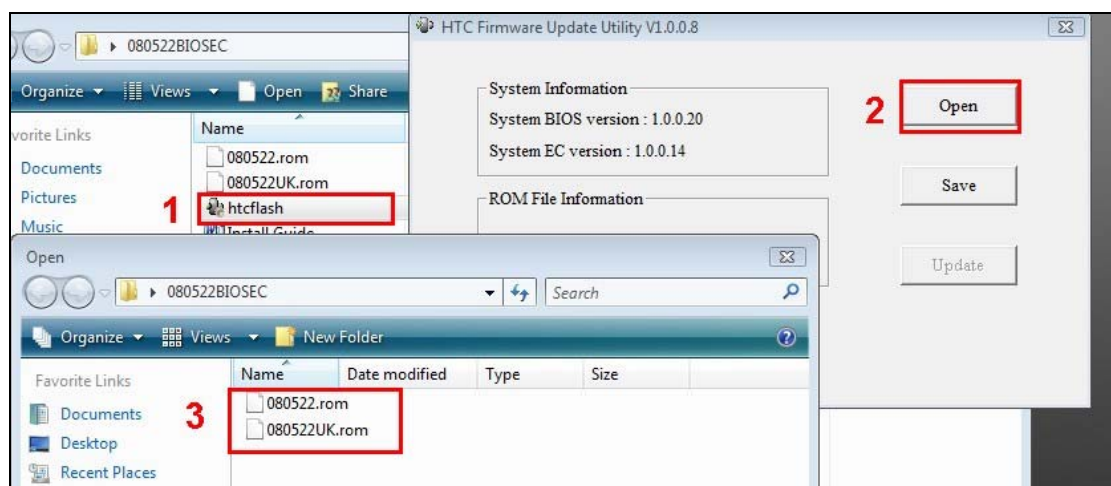 080522BIOSEC
Organize Views Open Share
vorite Links
Documents
Pictures
Music
Name
080522.rom
080522UK.rom
1
htcflash
Install Guide
HTC Firmware Update Utility V1.0.0.8
System Information
System BIOS version : 1.0.0.20
System EC version : 1.0.0.14
ROM File Information
2
Open
Save
Update
Open
080522BIOSEC
Search
Organize Views New Folder
Favorite Links
Documents
Desktop
Recent Places
Name Date modified Type Size
3
080522.rom
080522UK.rom